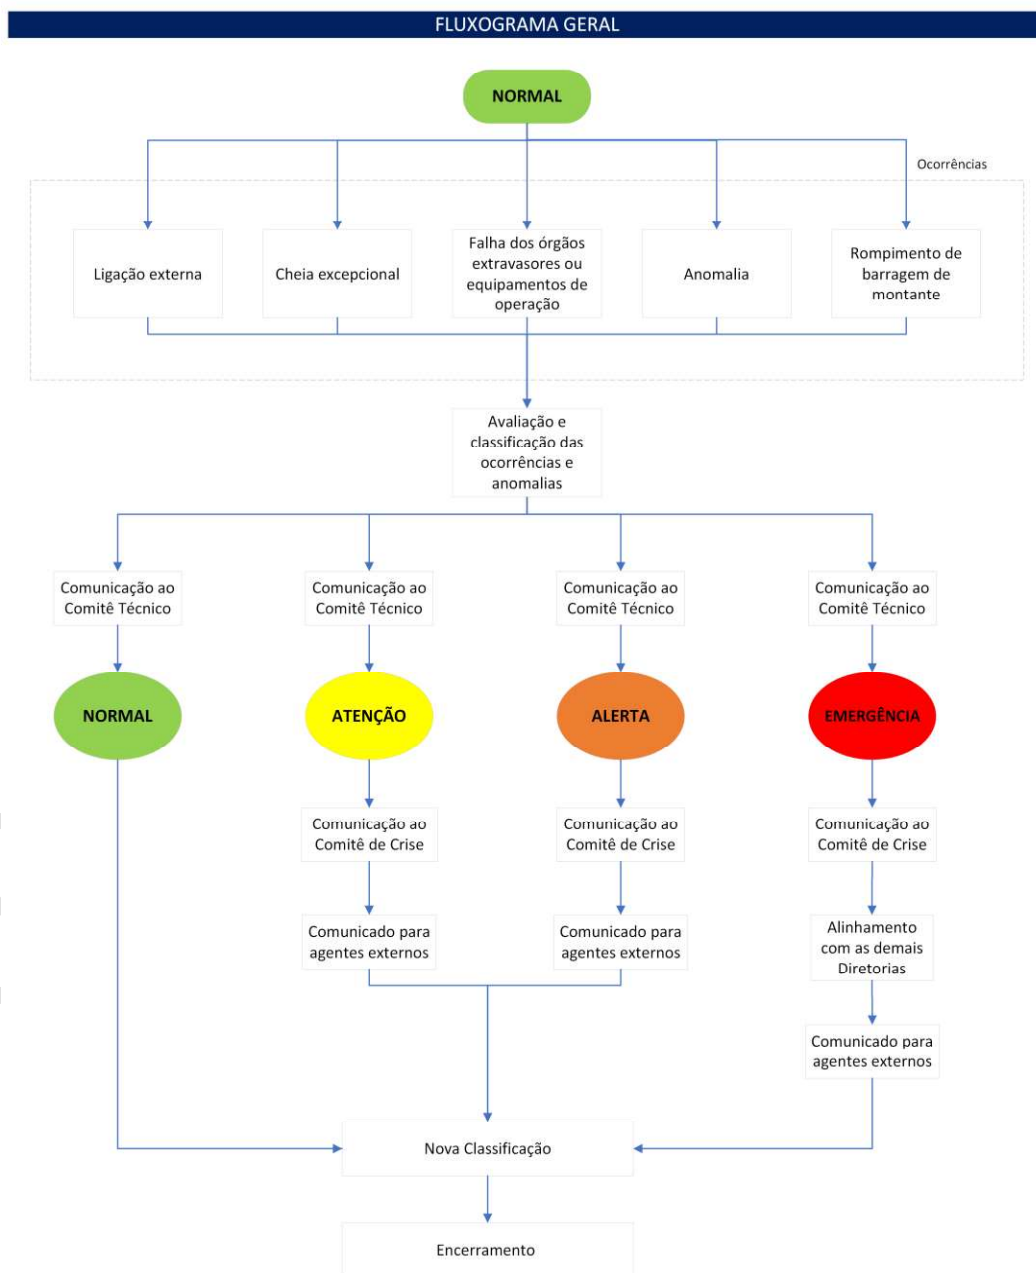 FLUXOGRAMA GERAL
NORMAL
Ocorrências
Ligação externa
Cheia excepcional
Falha dos órgãos
extravasores ou
equipamentos de
operação
Anomalia
Rompimento de
barragem de
montante
Avaliação e
classificação das
ocorrências e
anomalias
Comunicação ao
Comitê Técnico
Comunicação ao
Comitê Técnico
Comunicação ao
Comitê Técnico
Comunicação ao
Comitê Técnico
NORMAL
ATENÇÃO
ALERTA
EMERGÊNCIA
Comunicação ao
Comitê de Crise
Comunicação ao
Comitê de Crise
Comunicação ao
Comitê de Crise
Comunicado para
agentes externos
Comunicado para
agentes externos
Alinhamento
com as demais
Diretorias
Comunicado para
agentes externos
Nova Classificação
Encerramento